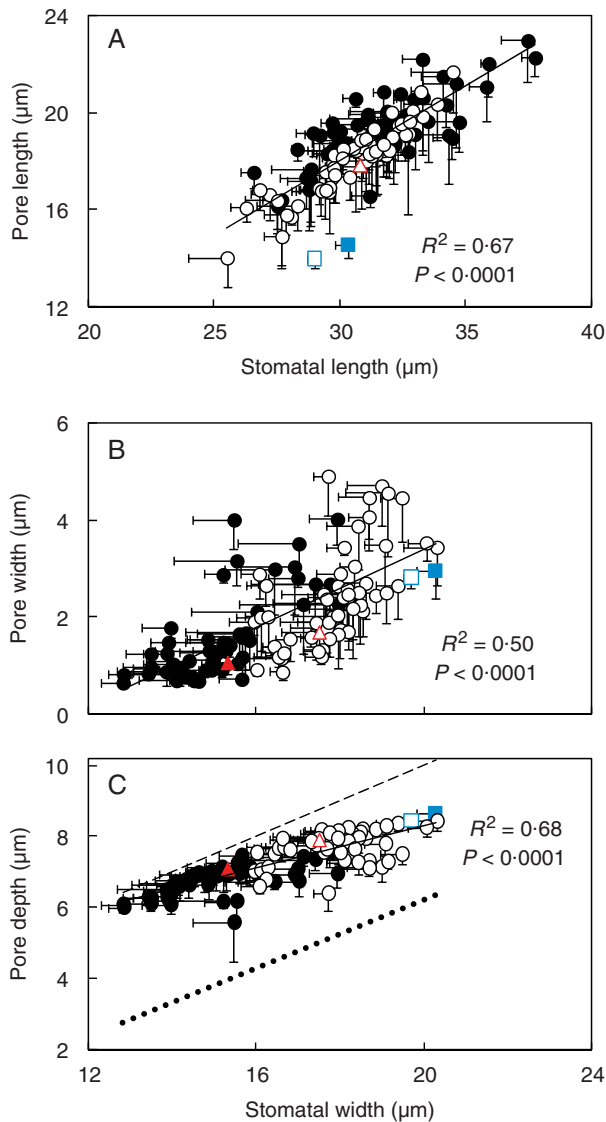 A
24
20
16
12
Pore length (µm)
R² = 0·67
P < 0·0001
20
25
30
35
40
Stomatal length (µm)
B
6
4
2
0
Pore width (µm)
R² = 0·50
P < 0·0001
C
10
8
6
4
2
Pore depth (µm)
R² = 0·68
P < 0·0001
12
16
20
24
Stomatal width (µm)